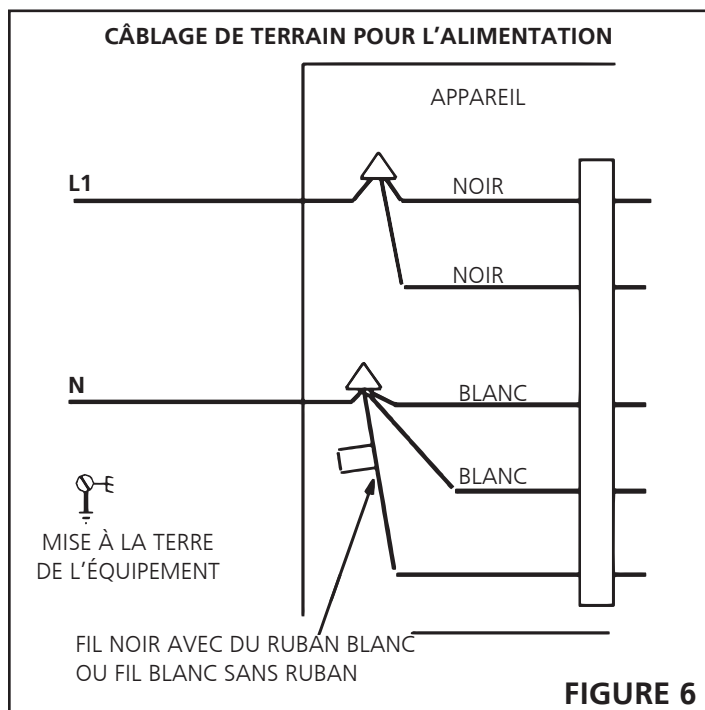 CÂBLAGE DE TERRAIN POUR L'ALIMENTATION
APPAREIL
L1
NOIR
NOIR
N
BLANC
BLANC
MISE À LA TERRE
DE L'ÉQUIPEMENT
FIL NOIR AVEC DU RUBAN BLANC
OU FIL BLANC SANS RUBAN
FIGURE 6